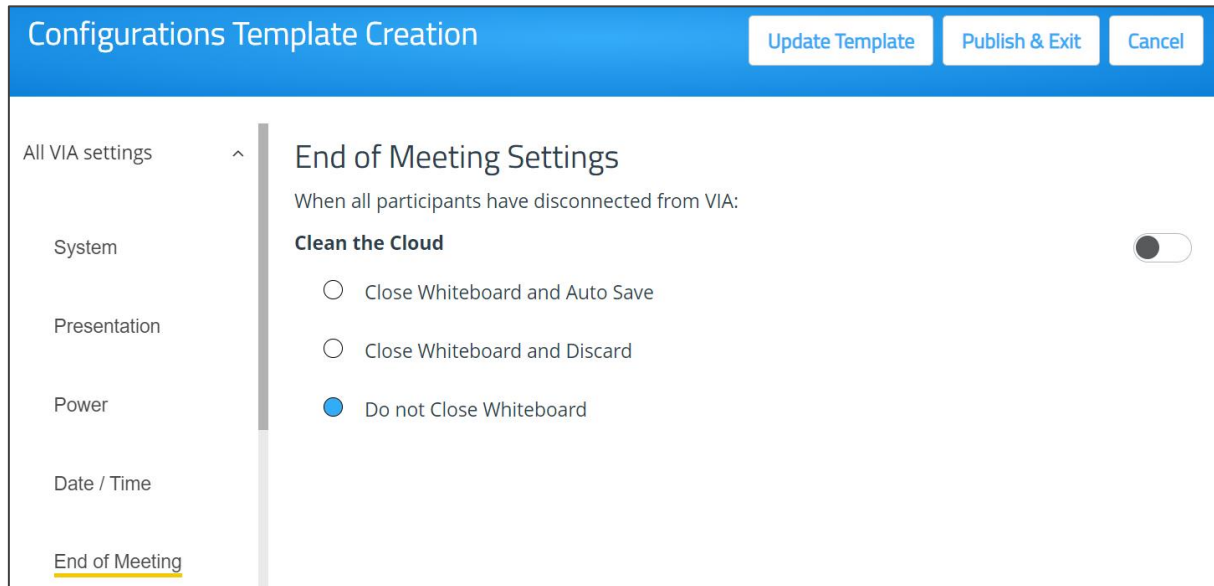 Configurations Template Creation
Update Template
Publish & Exit
Cancel
All VIA settings
System
Presentation
Power
Date / Time
End of Meeting
End of Meeting Settings
When all participants have disconnected from VIA:
Clean the Cloud
Close Whiteboard and Auto Save
Close Whiteboard and Discard
Do not Close Whiteboard